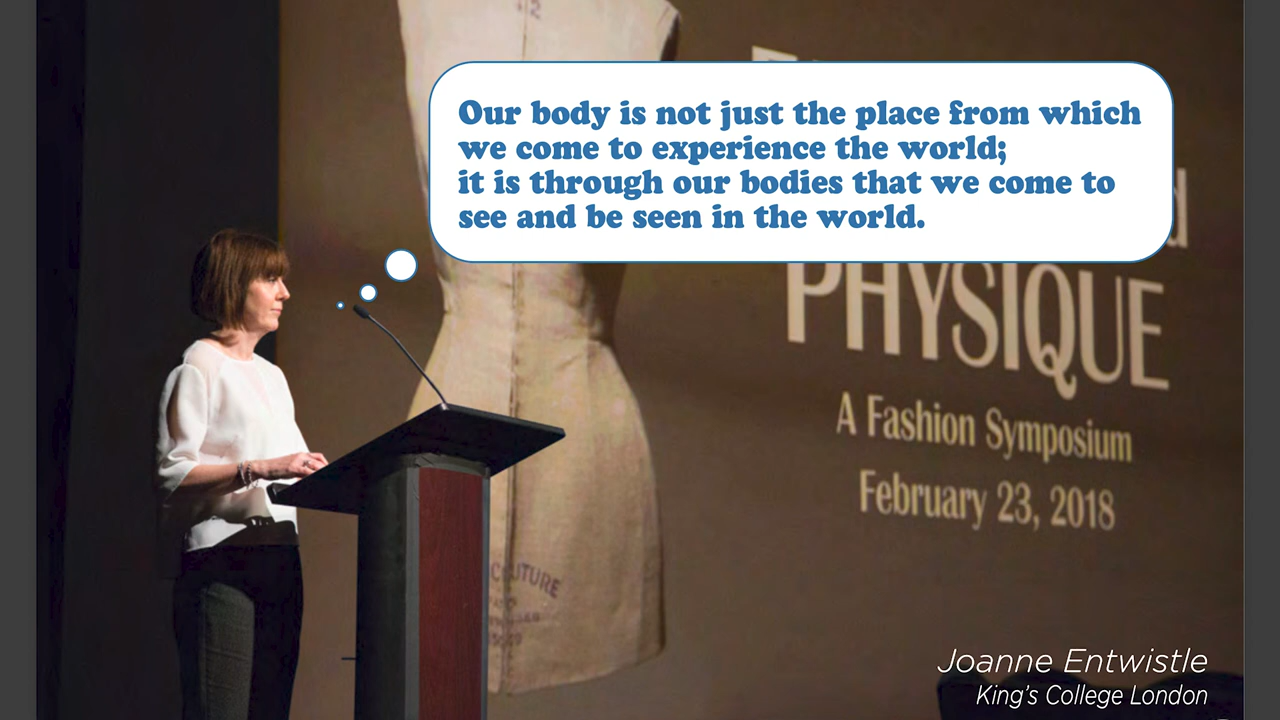 Our body is not just the place from which
we come to experience the world;
it is through our bodies that we come to
see and be seen in the world.
PHYSIQUE
A Fashion Symposium
February 23, 2018
COUTURE
Joanne Entwistle
King's College London